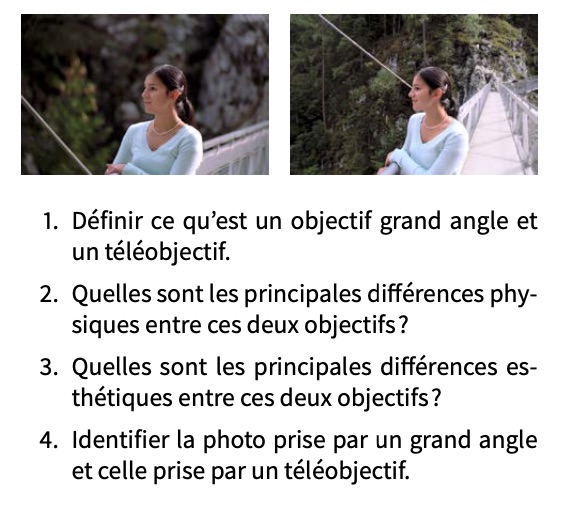 1. Définir ce qu’est un objectif grand angle et
un téléobjectif.
2. Quelles sont les principales différences phy-
siques entre ces deux objectifs ?
3. Quelles sont les principales différences es-
thétiques entre ces deux objectifs ?
4. Identifier la photo prise par un grand angle
et celle prise par un téléobjectif.